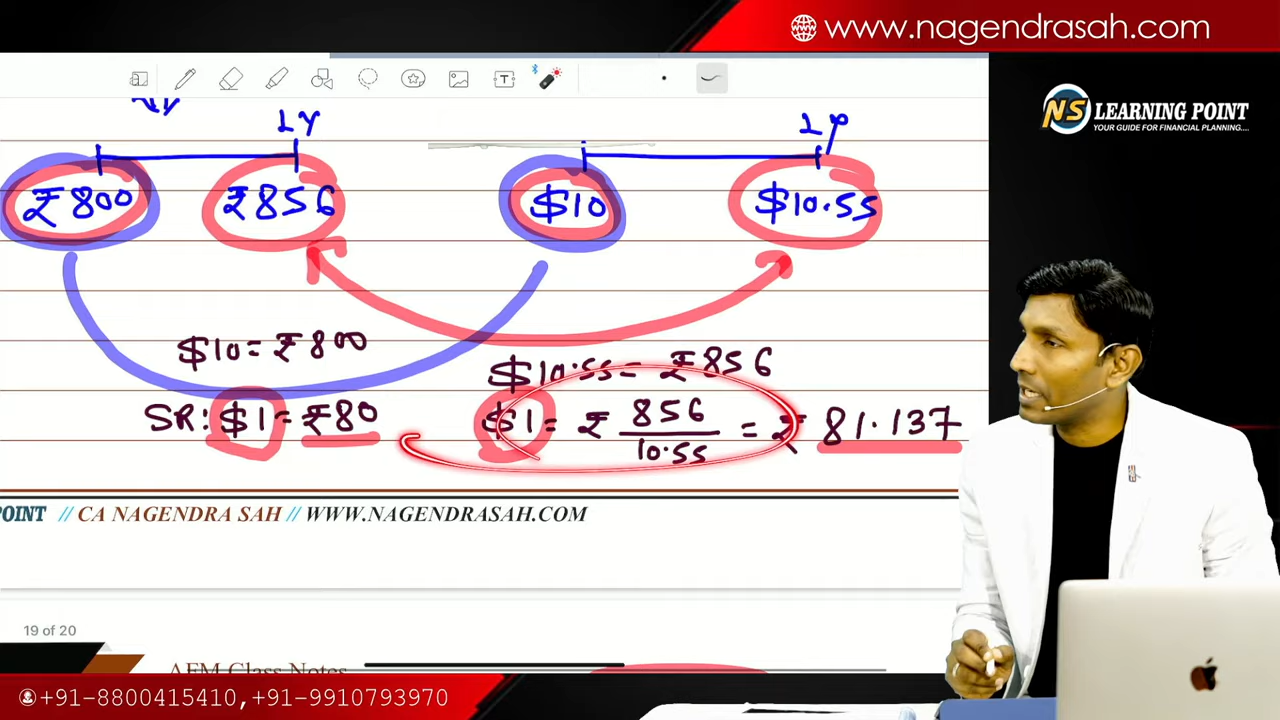 www.nagendrasah.com
NS LEARNING POINT
YOUR GUIDE FOR FINANCIAL PLANNING....
T
1y
1y
₹800
₹856
$10
$10.55
$10 = ₹800
$10.55 = ₹856
SR: $1 = ₹80
$1 = ₹ 856/10.55 = ₹ 81.137
OINT // CA NAGENDRA SAH // WWW.NAGENDRASAH.COM
19 of 20
AFM Class Notes
+91-8800415410,+91-9910793970